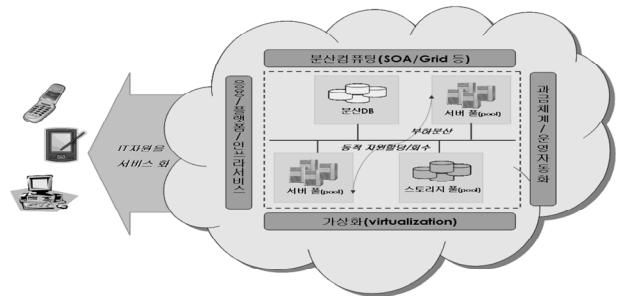 분산컴퓨팅(SOA/Grid 등)
응용/플랫폼/인프라서비스
분산DB
서버 풀(pool)
과금체계/운영자동화
부하분산
동적 자원할당/회수
IT자원을
서비스 화
서버 풀(pool)
스토리지 풀(pool)
가상화(virtualization)